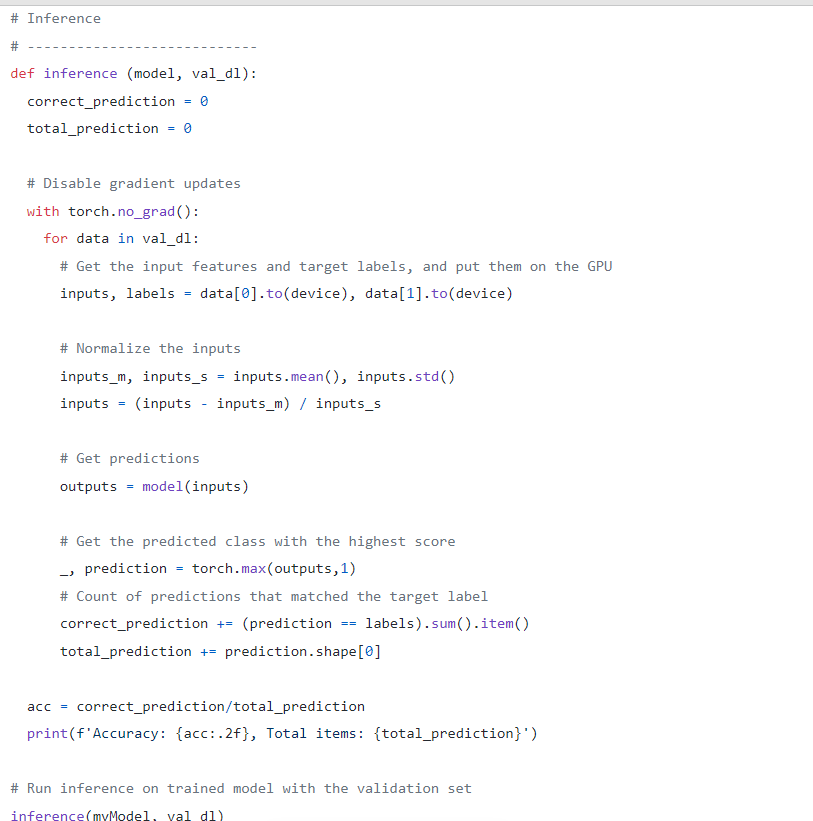 # Inference
# ----------------------------
def inference (model, val_dl):
  correct_prediction = 0
  total_prediction = 0
  # Disable gradient updates
  with torch.no_grad():
    for data in val_dl:
      # Get the input features and target labels, and put them on the GPU
      inputs, labels = data[0].to(device), data[1].to(device)
      # Normalize the inputs
      inputs_m, inputs_s = inputs.mean(), inputs.std()
      inputs = (inputs - inputs_m) / inputs_s
      # Get predictions
      outputs = model(inputs)
      # Get the predicted class with the highest score
      _, prediction = torch.max(outputs,1)
      # Count of predictions that matched the target label
      correct_prediction += (prediction == labels).sum().item()
      total_prediction += prediction.shape[0]
  acc = correct_prediction/total_prediction
  print(f'Accuracy: {acc:.2f}, Total items: {total_prediction}')
# Run inference on trained model with the validation set
inference(myModel, val_dl)